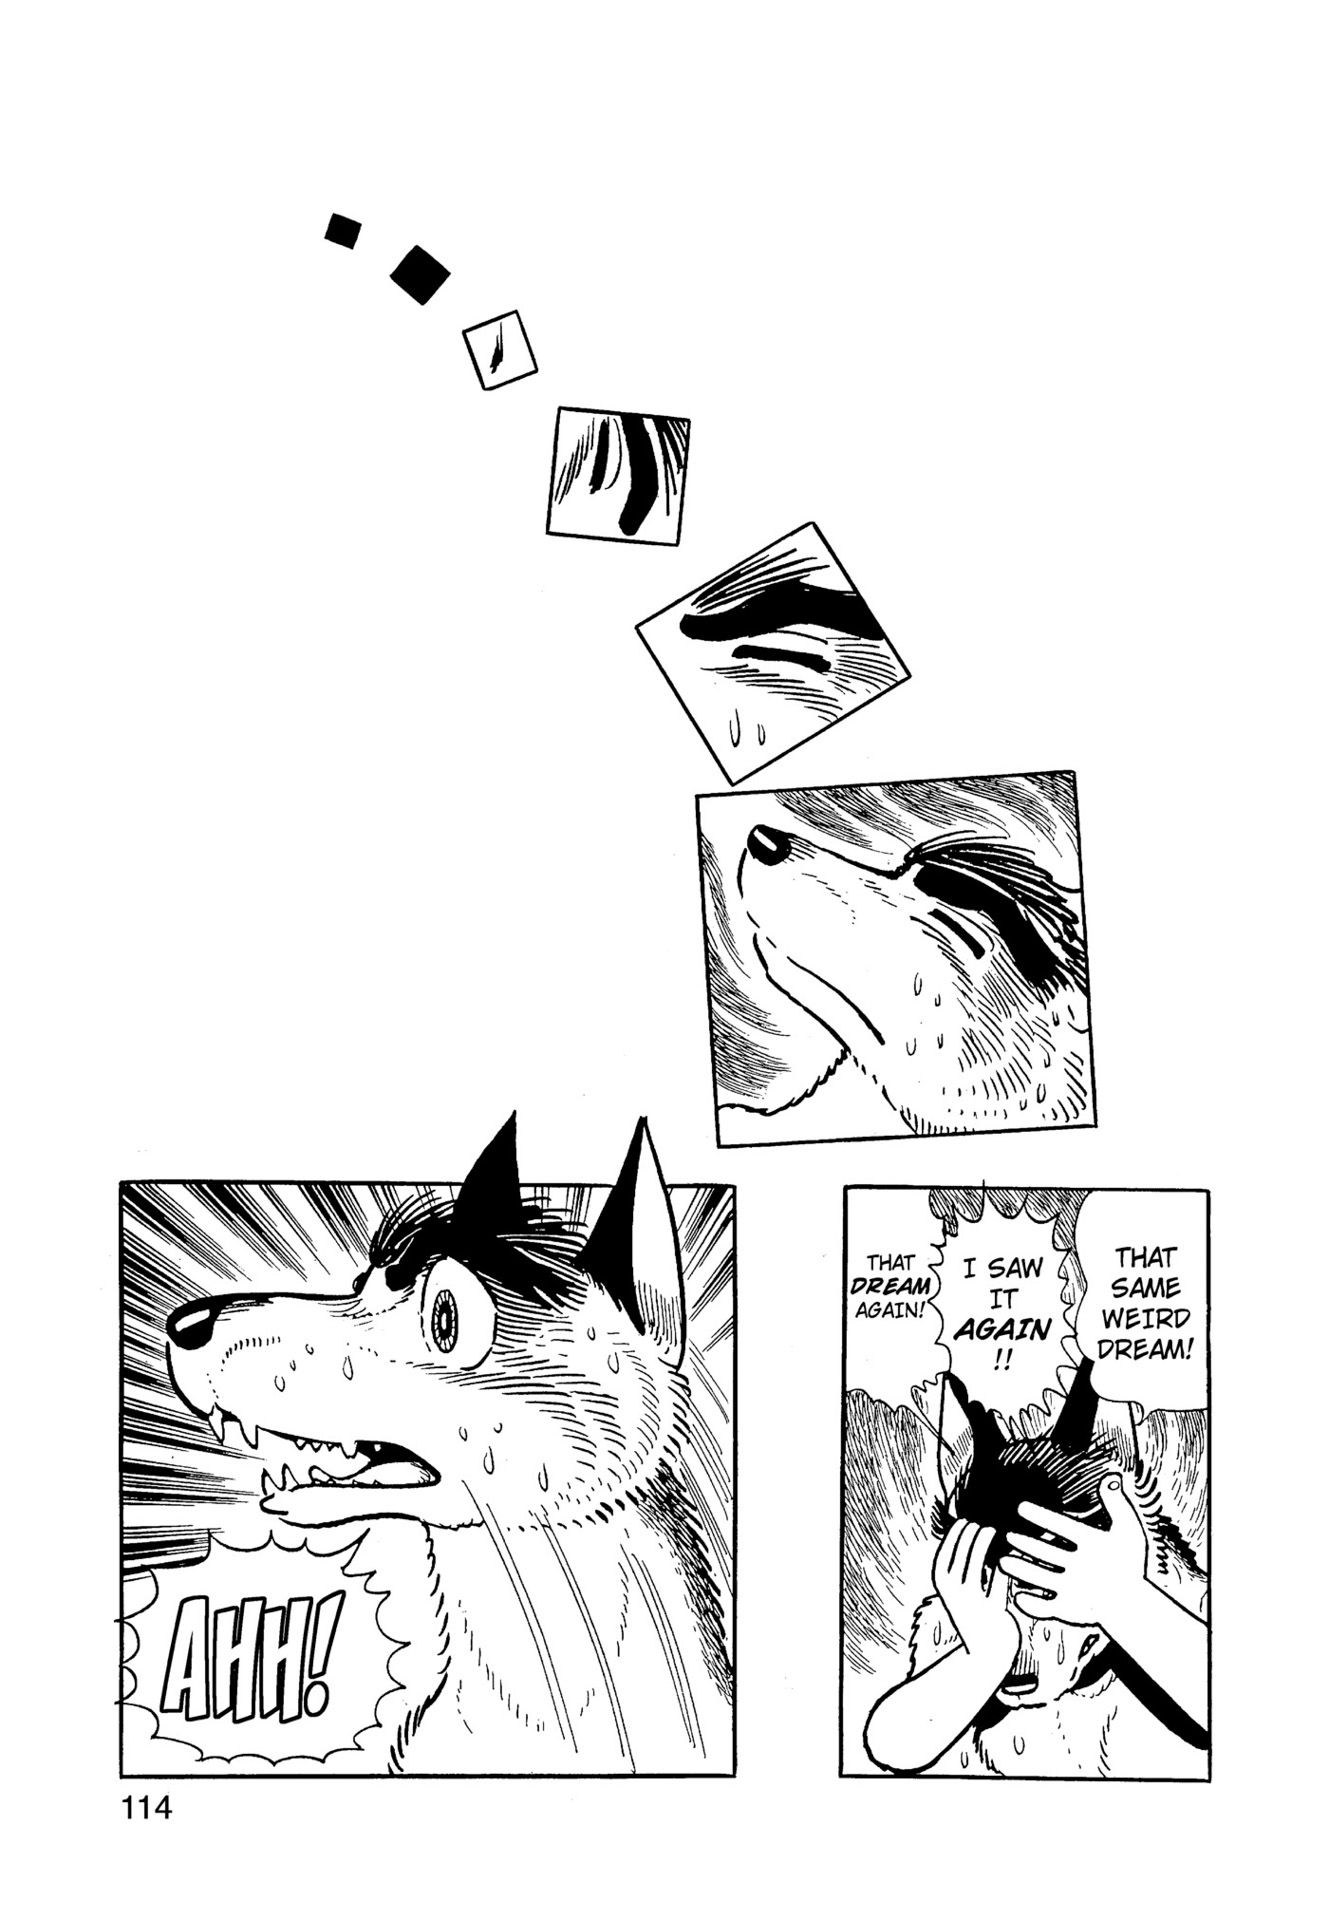 AHH!
THAT
DREAM
AGAIN!
I SAW
IT
AGAIN
!!
THAT
SAME
WEIRD
DREAM!
114